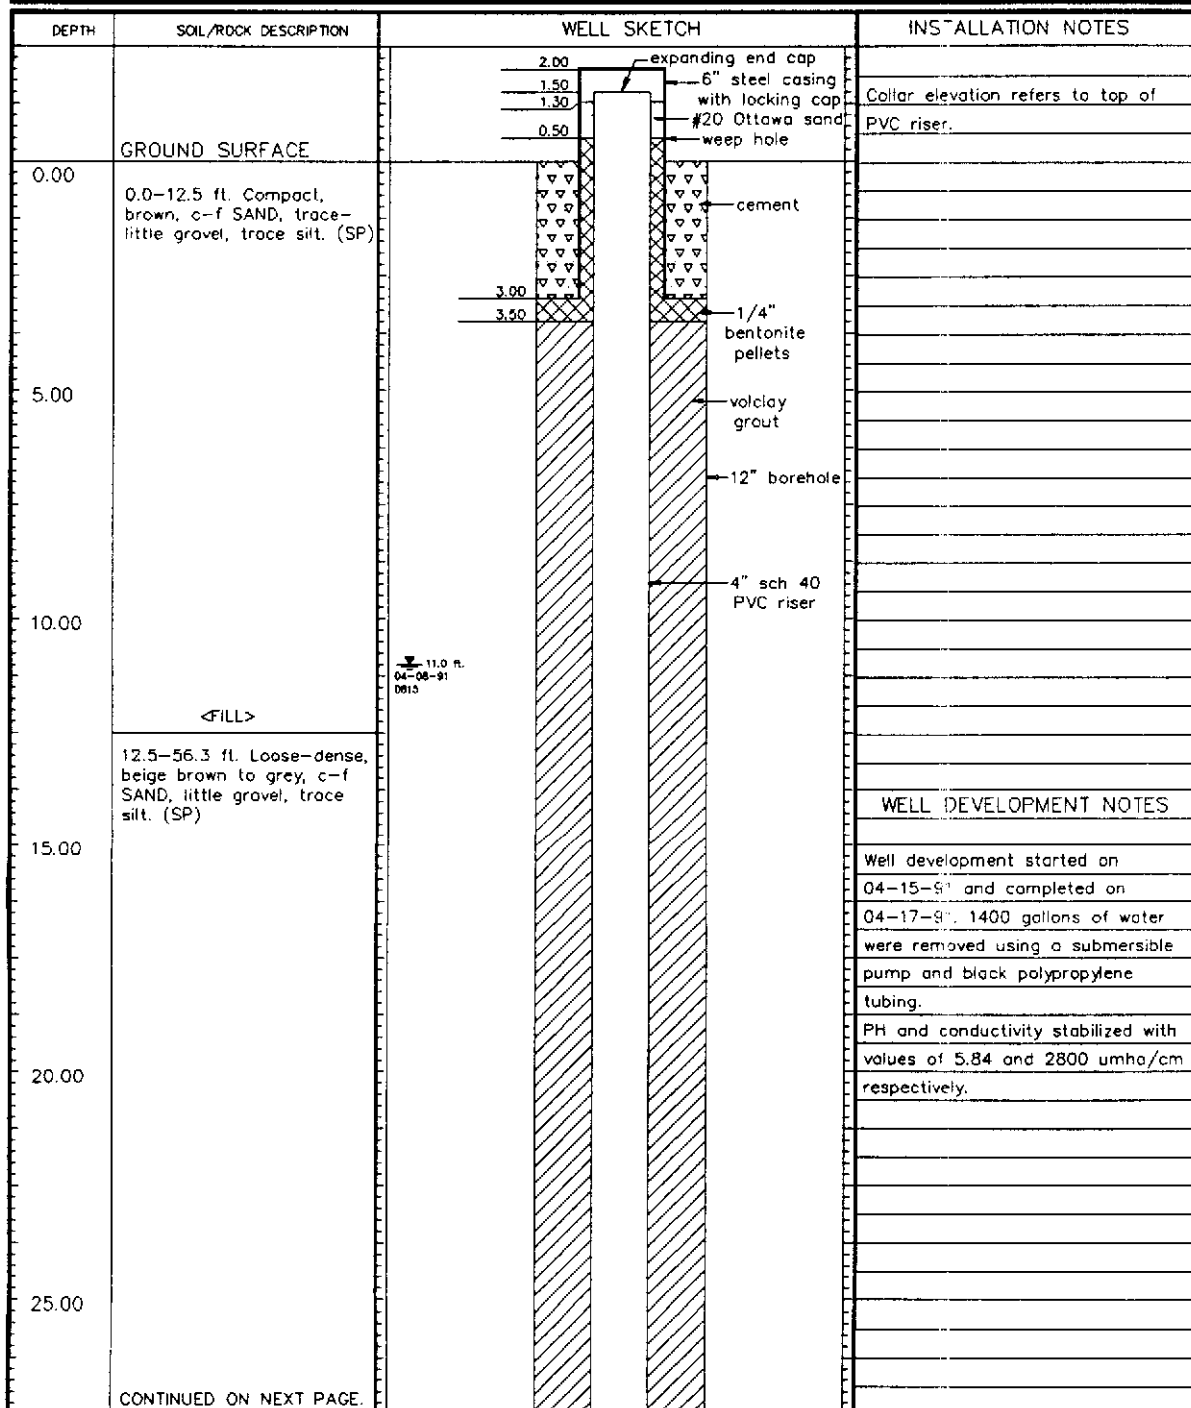 DEPTH
SOIL/ROCK DESCRIPTION
WELL SKETCH
INSTALLATION NOTES
GROUND SURFACE
0.00
0.0-12.5 ft. Compact,
brown, c-f SAND, trace-
little gravel, trace silt. (SP)
5.00
10.00
<FILL>
12.5-56.3 ft. Loose-dense,
beige brown to grey, c-f
SAND, little gravel, trace
silt. (SP)
15.00
20.00
25.00
CONTINUED ON NEXT PAGE.
2.00
1.50
1.30
0.50
3.00
3.50
expanding end cap
6" steel casing
with locking cap
#20 Ottawa sand
weep hole
cement
1/4"
bentonite
pellets
volclay
grout
12" borehole
4" sch 40
PVC riser
11.0 ft.
04-08-91
0815
Collar elevation refers to top of
PVC riser.
WELL DEVELOPMENT NOTES
Well development started on
and completed on
1400 gallons of water
were removed using a submersible
pump and black polypropylene
tubing.
PH and conductivity stabilized with
values of 5.84 and 2800 umho/cm
respectively.